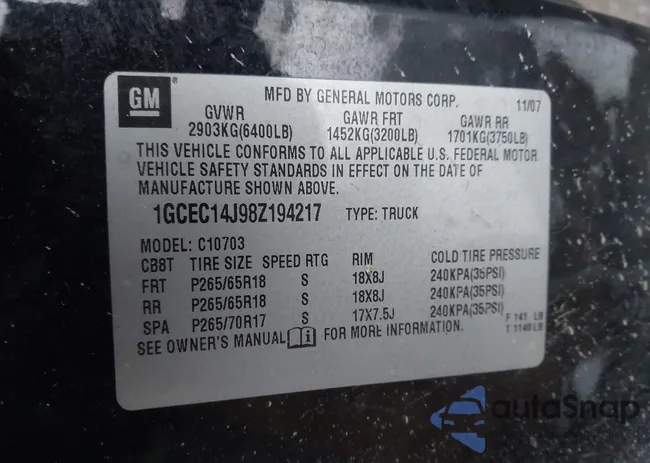 GM
®
MFD BY GENERAL MOTORS CORP.
11/07
GVWR GAWR FRT GAWR RR
2903KG(6400LB) 1452KG(3200LB) 1701KG(3750LB)
THIS VEHICLE CONFORMS TO ALL APPLICABLE U.S. FEDERAL MOTOR
VEHICLE SAFETY STANDARDS IN EFFECT ON THE DATE OF
MANUFACTURE SHOWN ABOVE.
1GCEC14J98Z194217 TYPE: TRUCK
MODEL: C10703
CB8T TIRE SIZE SPEED RTG RIM COLD TIRE PRESSURE
FRT P265/65R18 S 18X8J 240KPA(35PSI)
RR P265/65R18 S 18X8J 240KPA(35PSI)
SPA P265/70R17 S 17X7.5J 240KPA(35PSI)
SEE OWNER'S MANUAL i FOR MORE INFORMATION.
F 141 LB
T 1140 LB
autoSnap